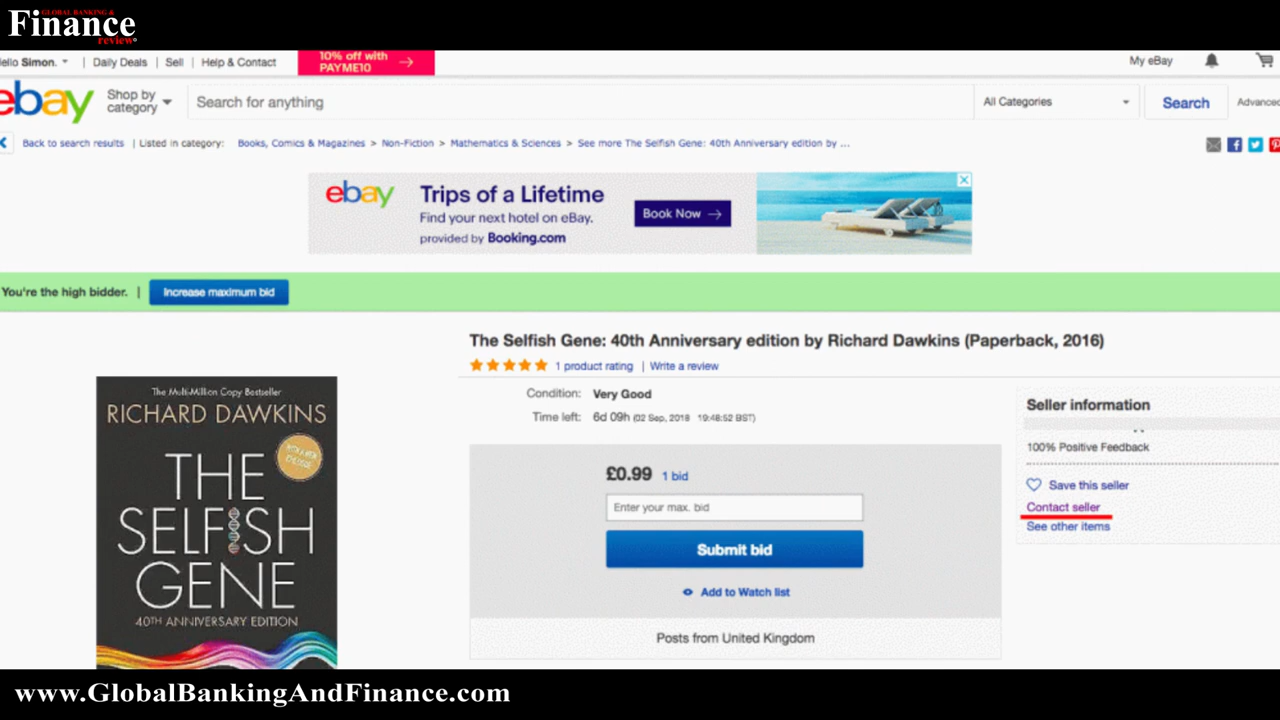 GLOBAL BANKING &
Finance
review
ello Simon. | Daily Deals | Sell | Help & Contact
10% off with
PAYME10
My eBay
ebay
Shop by
category
Search for anything
All Categories
Search
Advanced
Back to search results | Listed in category: Books, Comics & Magazines > Non-Fiction > Mathematics & Sciences > See more The Selfish Gene: 40th Anniversary edition by ...
ebay
Trips of a Lifetime
Find your next hotel on eBay.
provided by Booking.com
Book Now
You're the high bidder. | Increase maximum bid
The Selfish Gene: 40th Anniversary edition by Richard Dawkins (Paperback, 2016)
1 product rating | Write a review
The Multi-Million Copy Bestseller
RICHARD DAWKINS
THE
SELFISH
GENE
40TH ANNIVERSARY EDITION
Condition: Very Good
Time left: 6d 09h (02 Sep, 2018 19:48:52 BST)
£0.99 1 bid
Enter your max. bid
Submit bid
Add to Watch list
Posts from United Kingdom
Seller information
100% Positive Feedback
Save this seller
Contact seller
See other items
www.GlobalBankingAndFinance.com